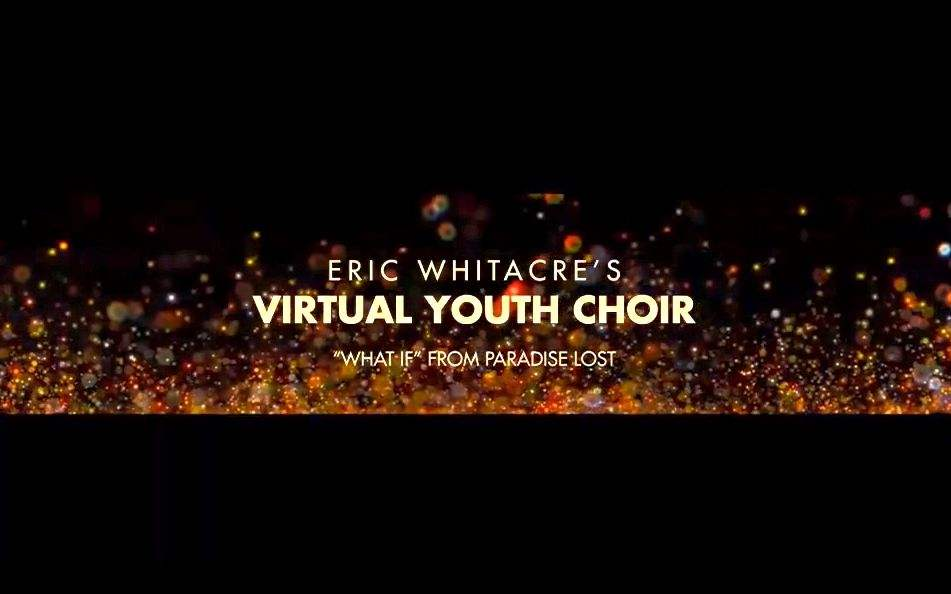 ERIC WHITACRE’S
VIRTUAL YOUTH CHOIR
“WHAT IF” FROM PARADISE LOST